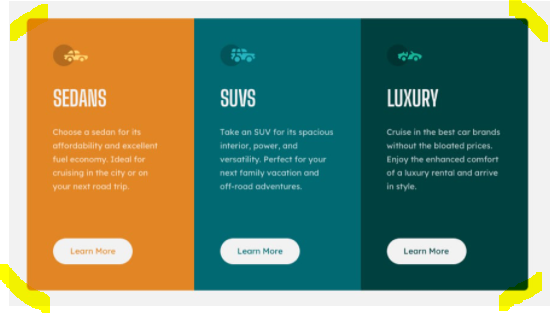 SEDANS
Choose a sedan for its
affordability and excellent
fuel economy. Ideal for
cruising in the city or on
your next road trip.
Learn More
SUVS
Take an SUV for its spacious
interior, power, and
versatility. Perfect for your
next family vacation and
off-road adventures.
Learn More
LUXURY
Cruise in the best car brands
without the bloated prices.
Enjoy the enhanced comfort
of a luxury rental and arrive
in style.
Learn More